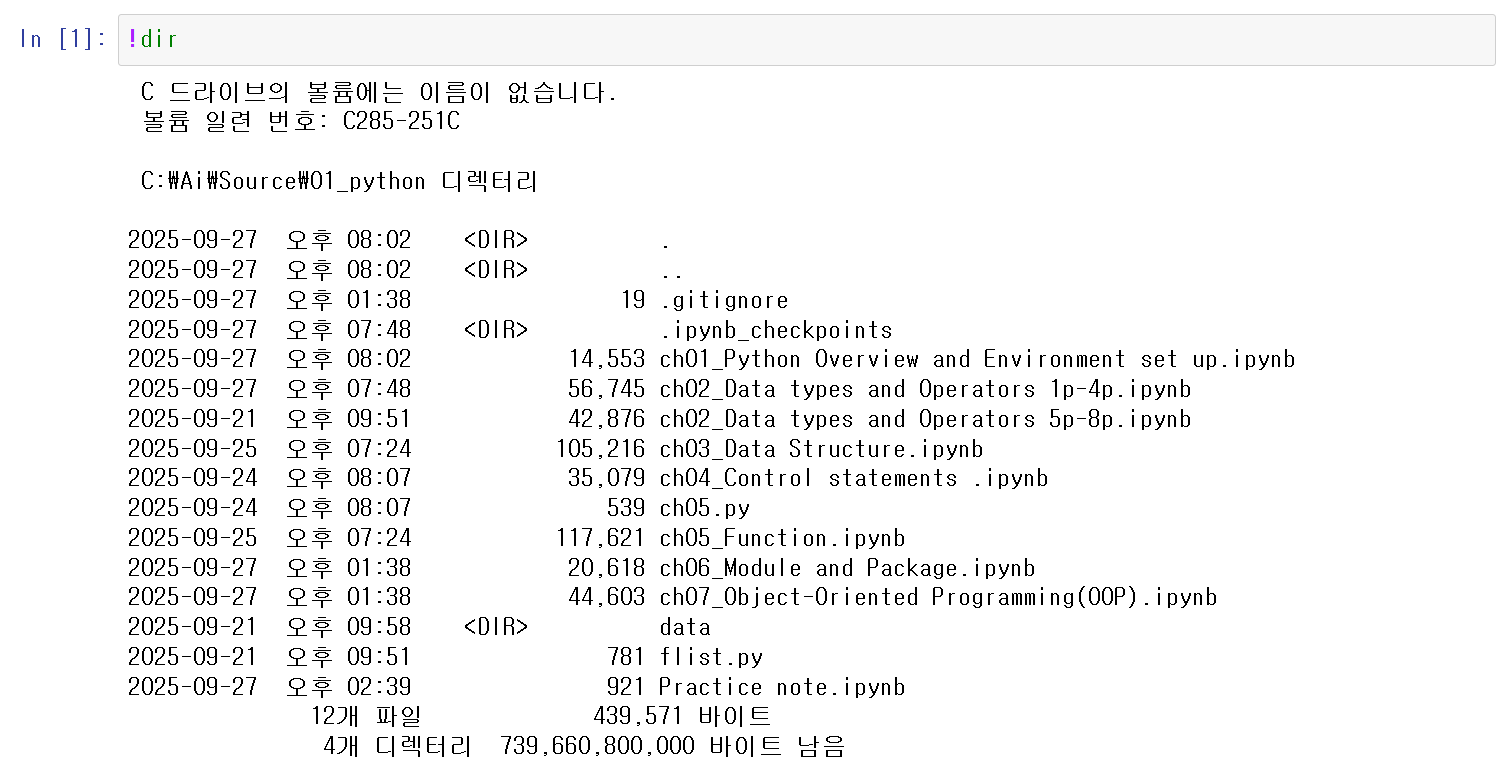 In [1]: !dir
C 드라이브의 볼륨에는 이름이 없습니다.
볼륨 일련 번호: C285-251C
C:\Ai\Source\01_python 디렉터리
2025-09-27  오후 08:02    <DIR>          .
2025-09-27  오후 08:02    <DIR>          ..
2025-09-27  오후 01:38                19 .gitignore
2025-09-27  오후 07:48    <DIR>          .ipynb_checkpoints
2025-09-27  오후 08:02            14,553 ch01_Python Overview and Environment set up.ipynb
2025-09-27  오후 07:48            56,745 ch02_Data types and Operators 1p-4p.ipynb
2025-09-21  오후 09:51            42,876 ch02_Data types and Operators 5p-8p.ipynb
2025-09-25  오후 07:24           105,216 ch03_Data Structure.ipynb
2025-09-24  오후 08:07            35,079 ch04_Control statements .ipynb
2025-09-24  오후 08:07               539 ch05.py
2025-09-25  오후 07:24           117,621 ch05_Function.ipynb
2025-09-27  오후 01:38            20,618 ch06_Module and Package.ipynb
2025-09-27  오후 01:38            44,603 ch07_Object-Oriented Programming(OOP).ipynb
2025-09-21  오후 09:58    <DIR>          data
2025-09-21  오후 09:51               781 flist.py
2025-09-27  오후 02:39               921 Practice note.ipynb
12개 파일             439,571 바이트
4개 디렉터리  739,660,800,000 바이트 남음